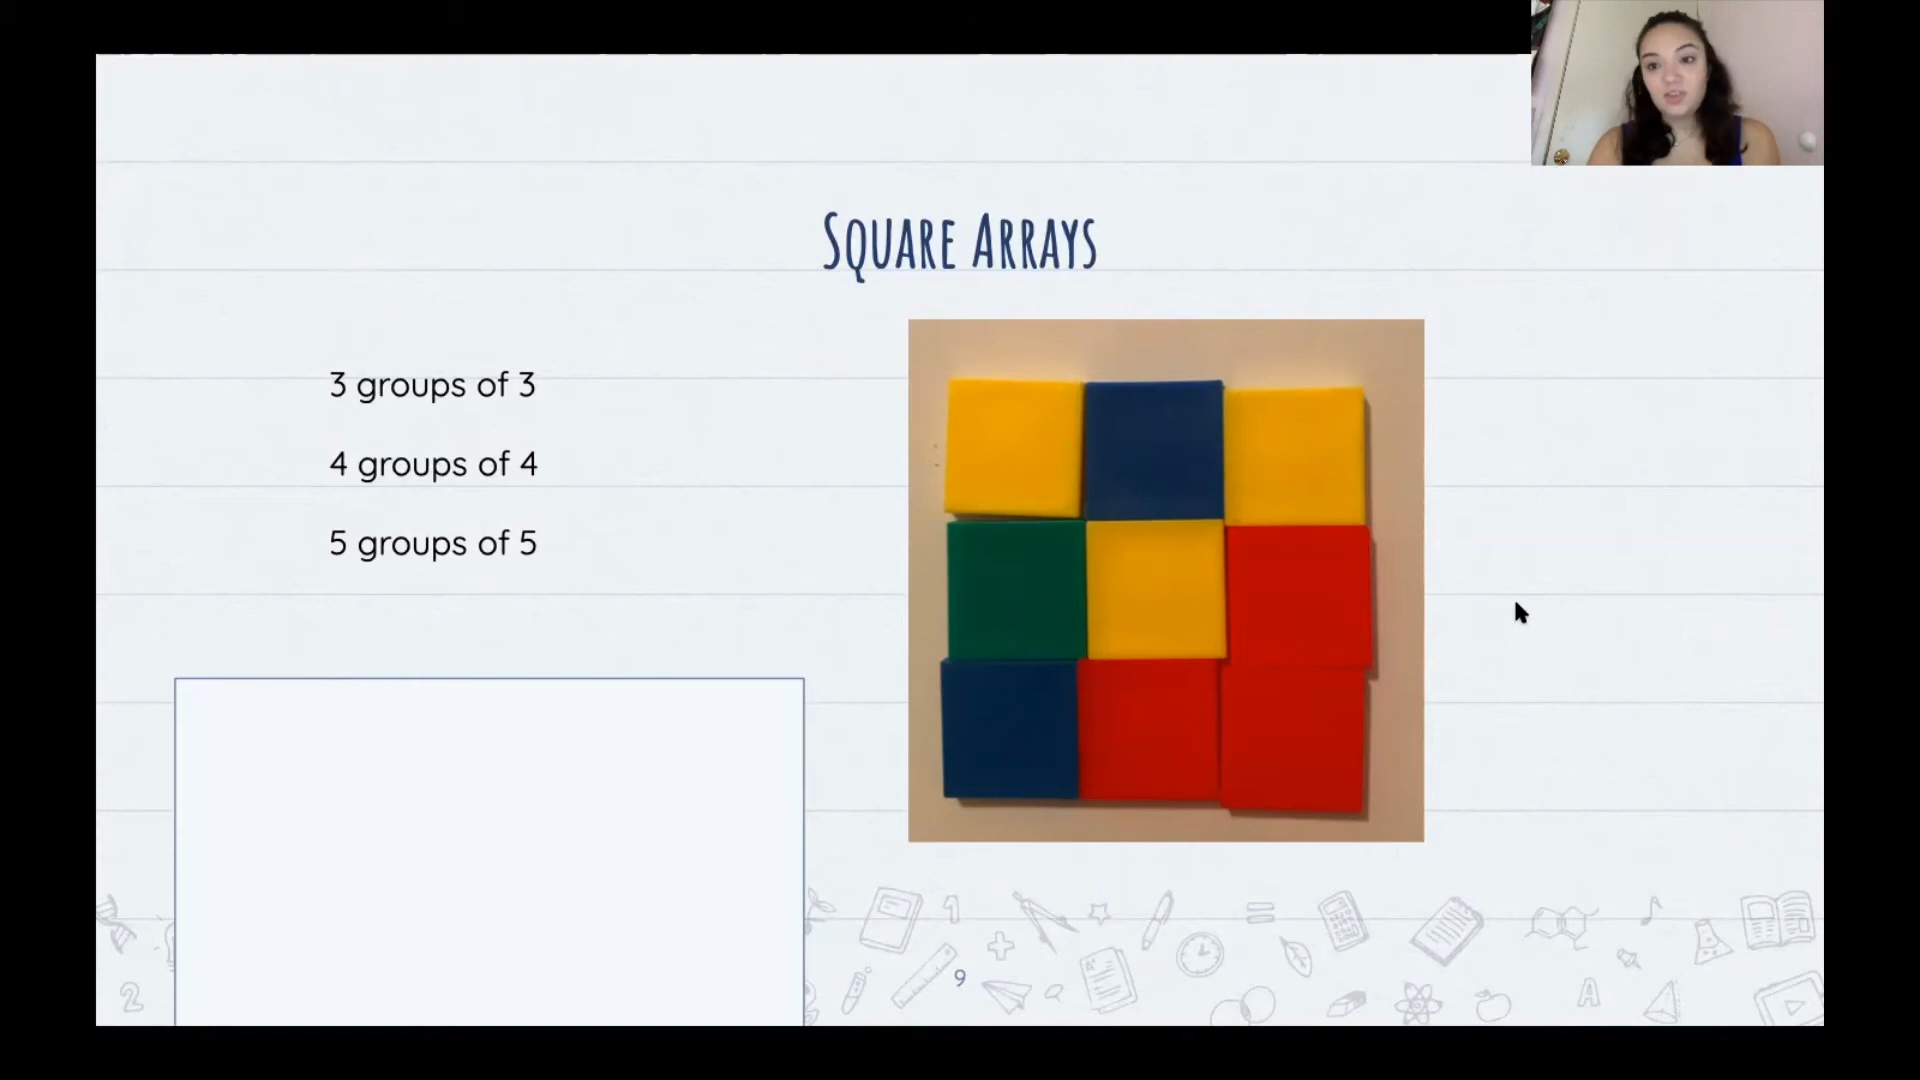 Square Arrays
3 groups of 3
4 groups of 4
5 groups of 5
9